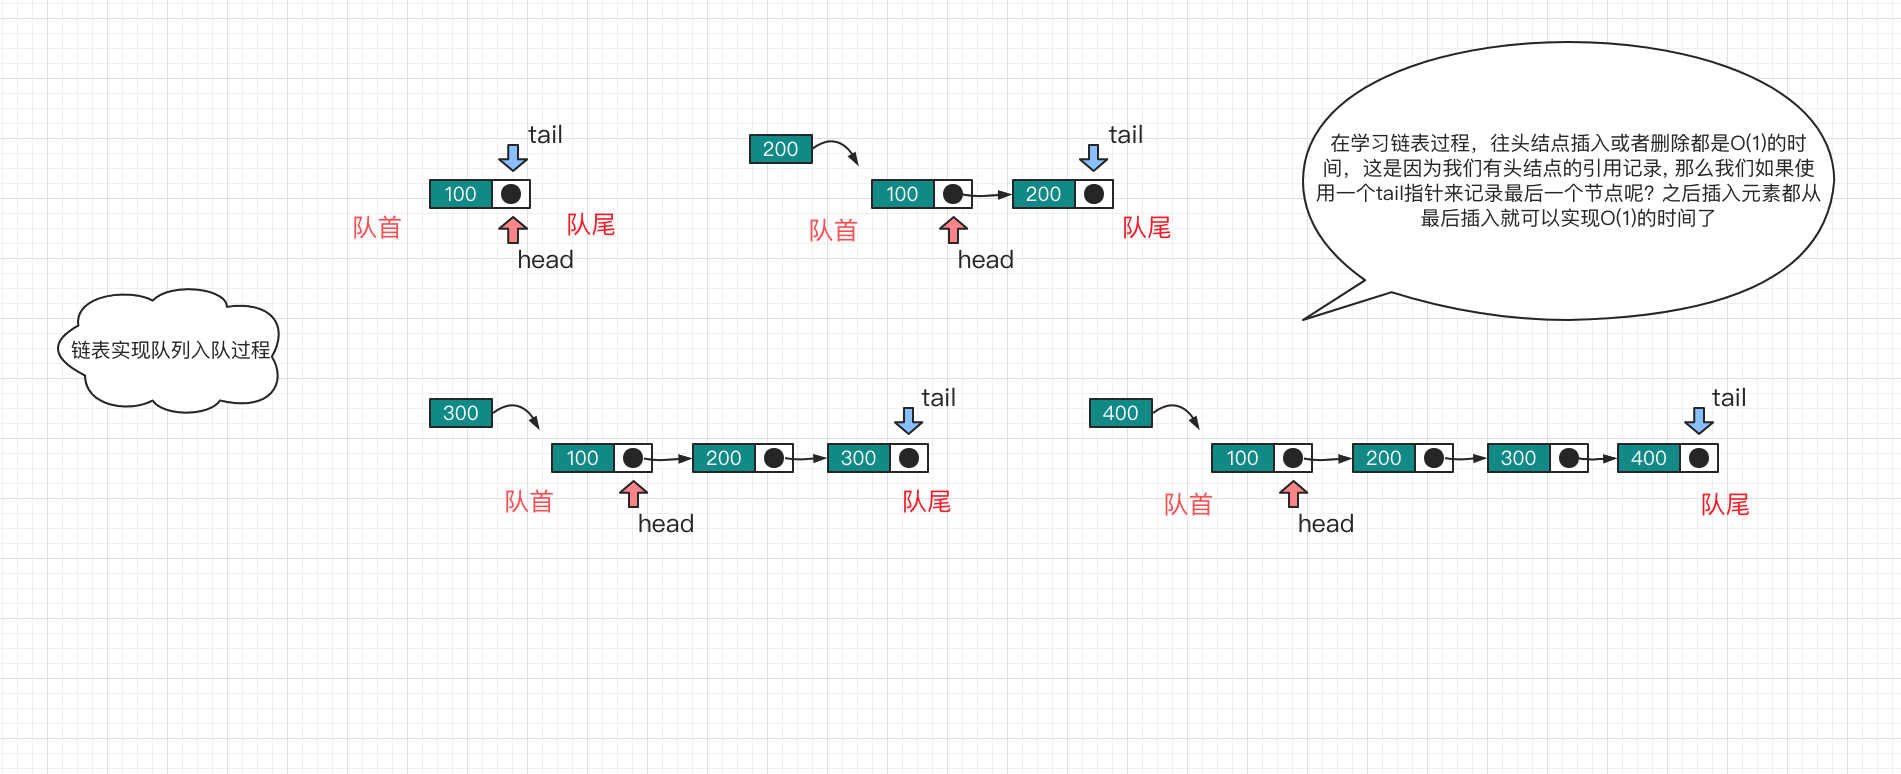 tail
100
队首
队尾
head
200
tail
100
200
队首
队尾
head
在学习链表过程，往头结点插入或者删除都是O(1)的时
间，这是因为我们有头结点的引用记录, 那么我们如果使
用一个tail指针来记录最后一个节点呢? 之后插入元素都从
最后插入就可以实现O(1)的时间了
链表实现队列入队过程
300
tail
100
200
300
队首
队尾
head
400
tail
100
200
300
400
队首
队尾
head